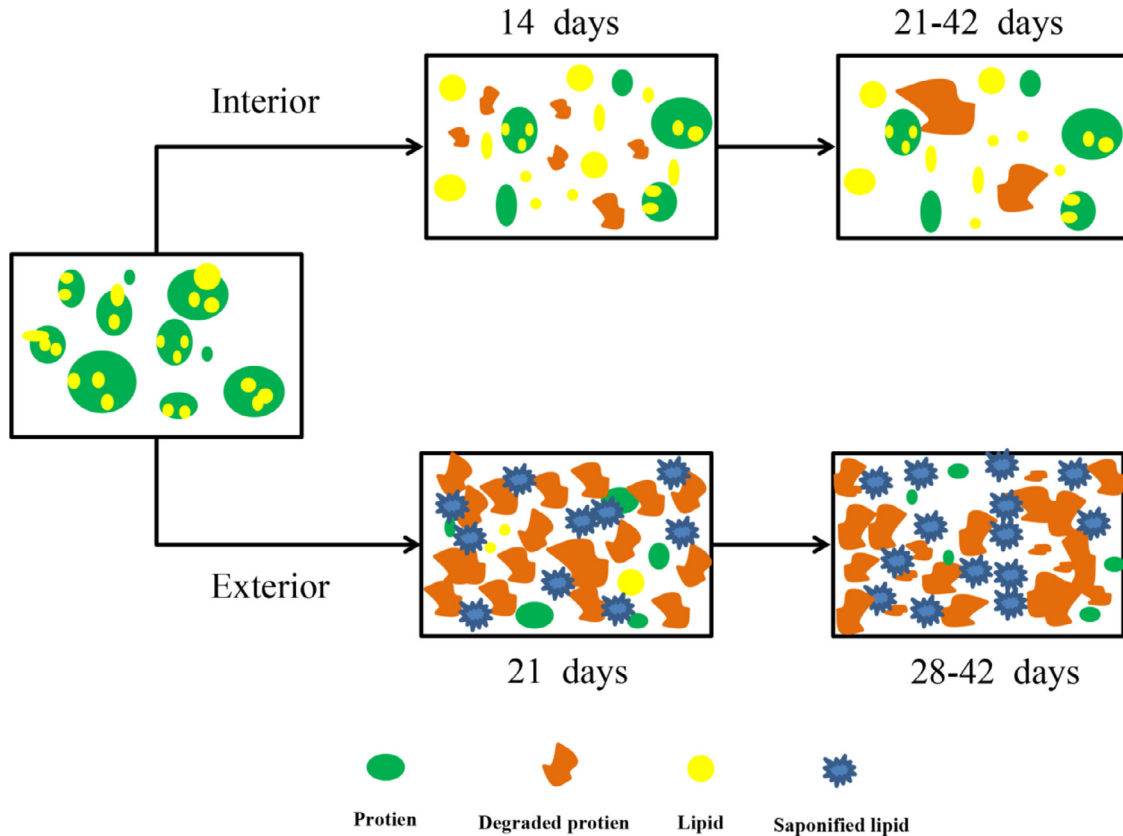 14 days
21-42 days
Interior
Exterior
21 days
28-42 days
Protien
Degraded protien
Lipid
Saponified lipid